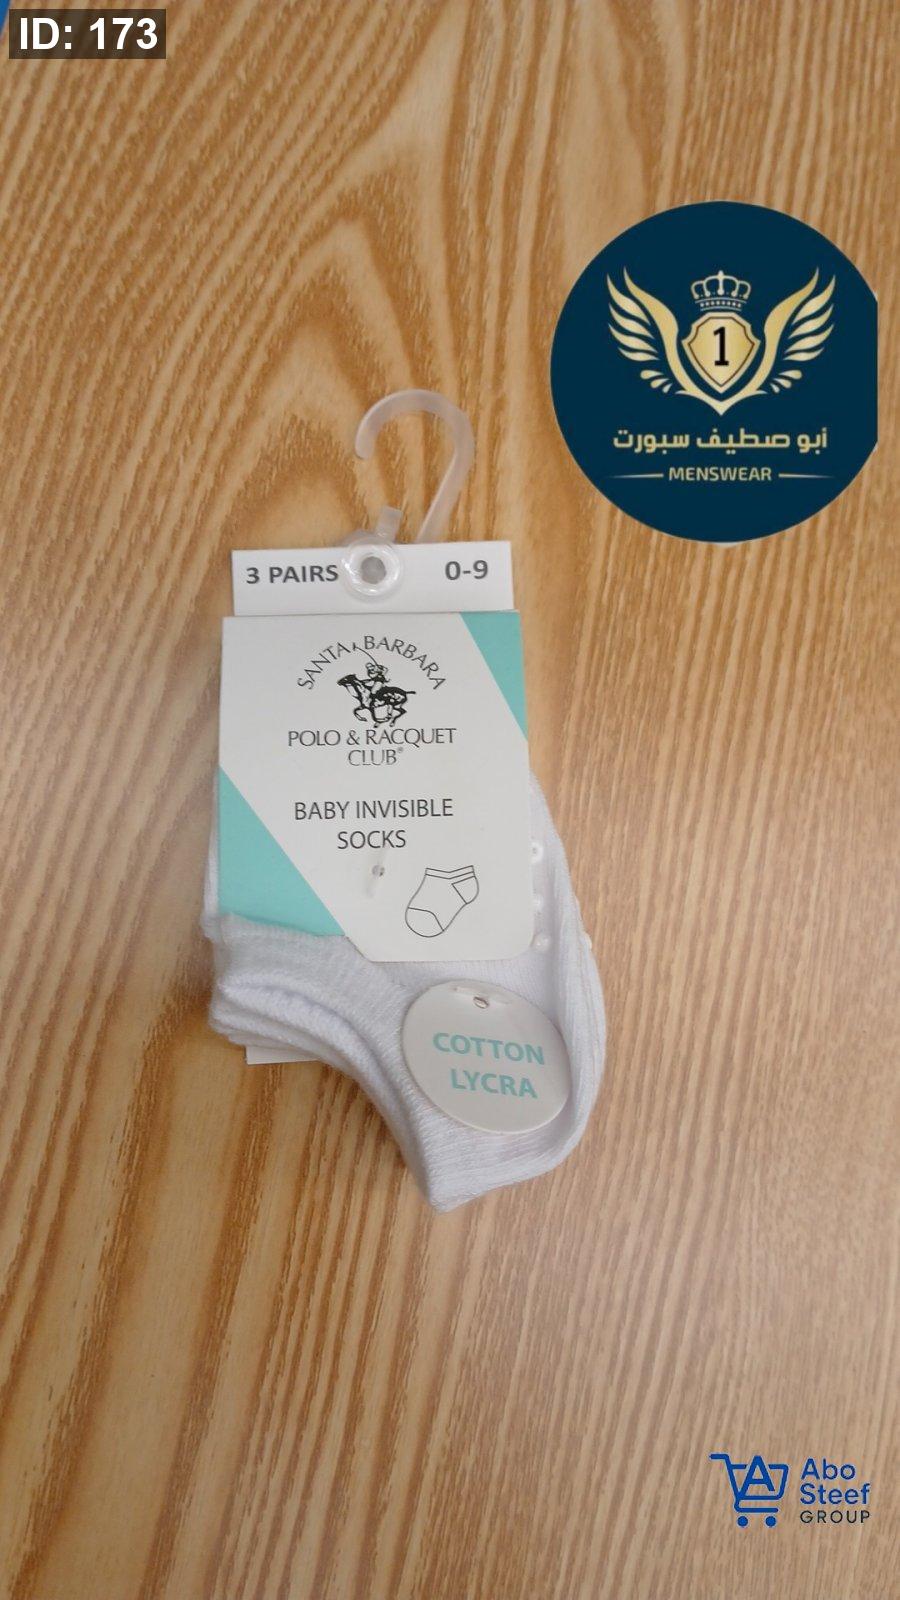 ID: 173
1
أبو صطيف سبورت
MENSWEAR
3 PAIRS 0-9
SANTA BARBARA
POLO & RACQUET
CLUB®
BABY INVISIBLE
SOCKS
COTTON
LYCRA
Abo
Steef
GROUP